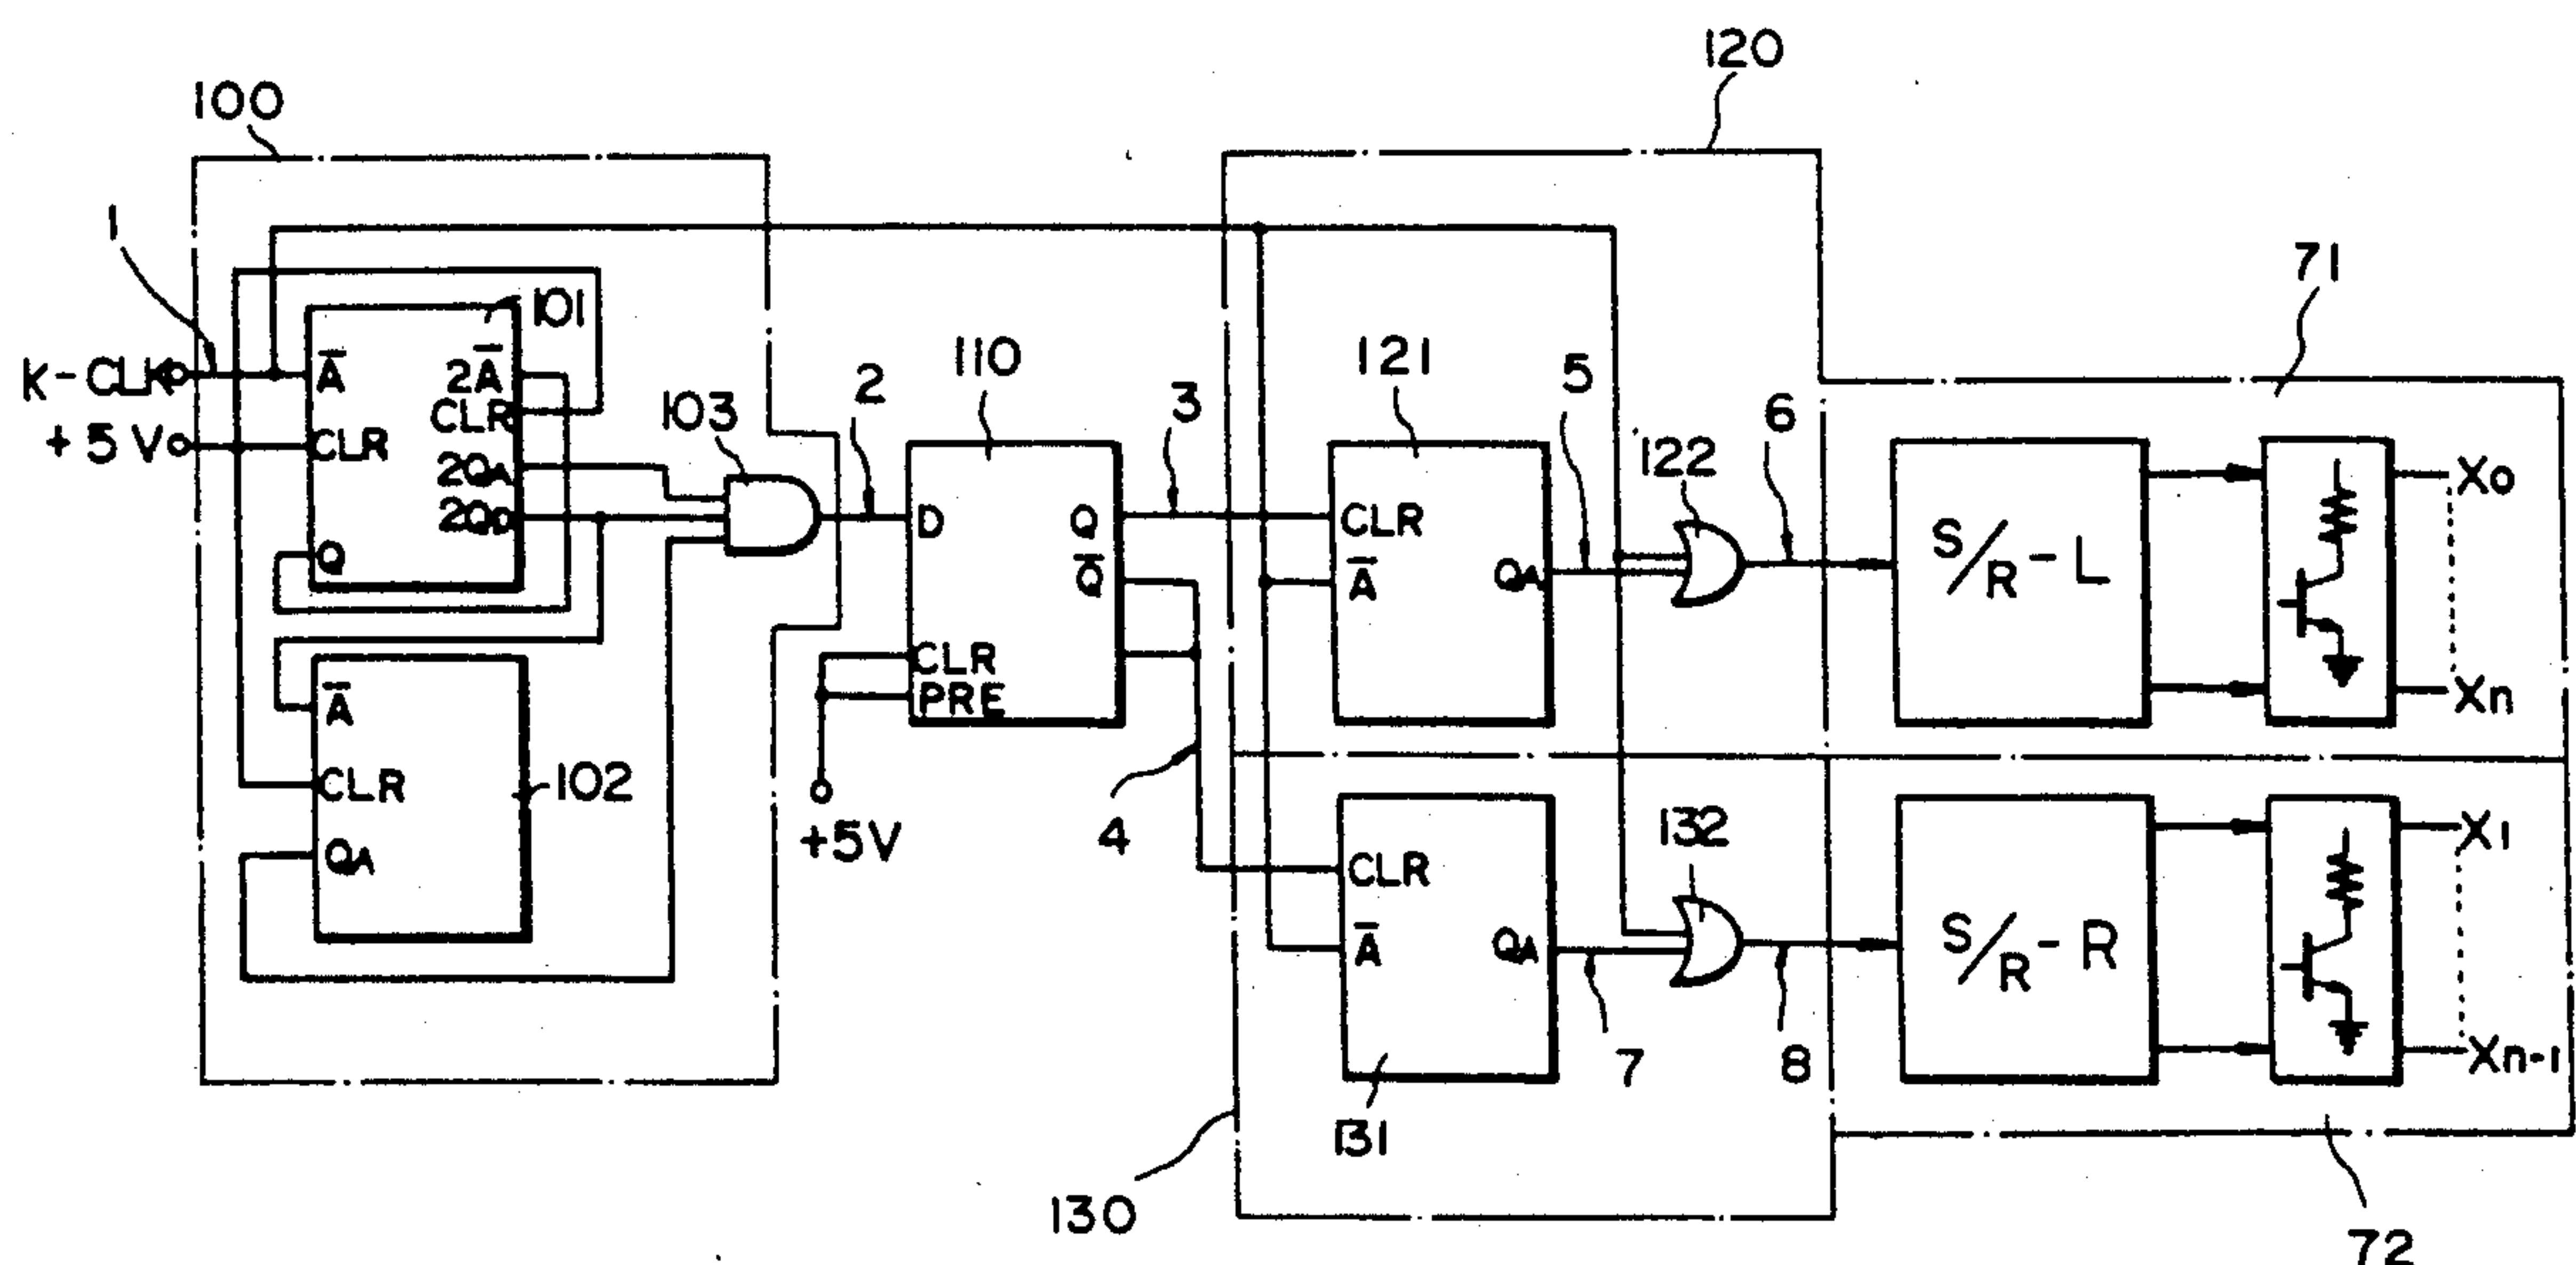 100
120
1
71
101
K-CLK
Ā
2Ā
CLR
+5V
CLR
2QA
2QD
Q
103
2
110
3
121
5
122
6
D
Q
Q̄
CLR
PRE
CLR
Ā
QA
S/R-L
X0
Xn
102
Ā
CLR
QA
+5V
4
CLR
Ā
QA
132
S/R-R
X1
Xn-1
131
7
8
130
72